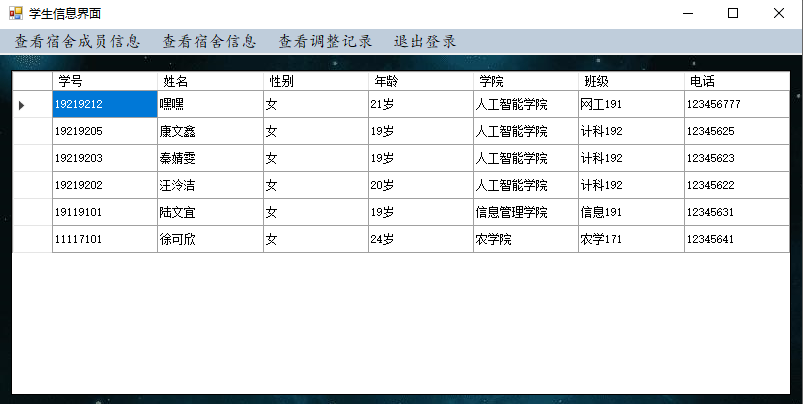 学生信息界面
查看宿舍成员信息 查看宿舍信息 查看调整记录 退出登录
学号 姓名 性别 年龄 学院 班级 电话
19219212 嘿嘿 女 21岁 人工智能学院 网工191 123456777
19219205 康文鑫 女 19岁 人工智能学院 计科192 12345625
19219203 秦婧雯 女 19岁 人工智能学院 计科192 12345623
19219202 汪泠洁 女 20岁 人工智能学院 计科192 12345622
19119101 陆文宜 女 19岁 信息管理学院 信息191 12345631
11117101 徐可欣 女 24岁 农学院 农学171 12345641